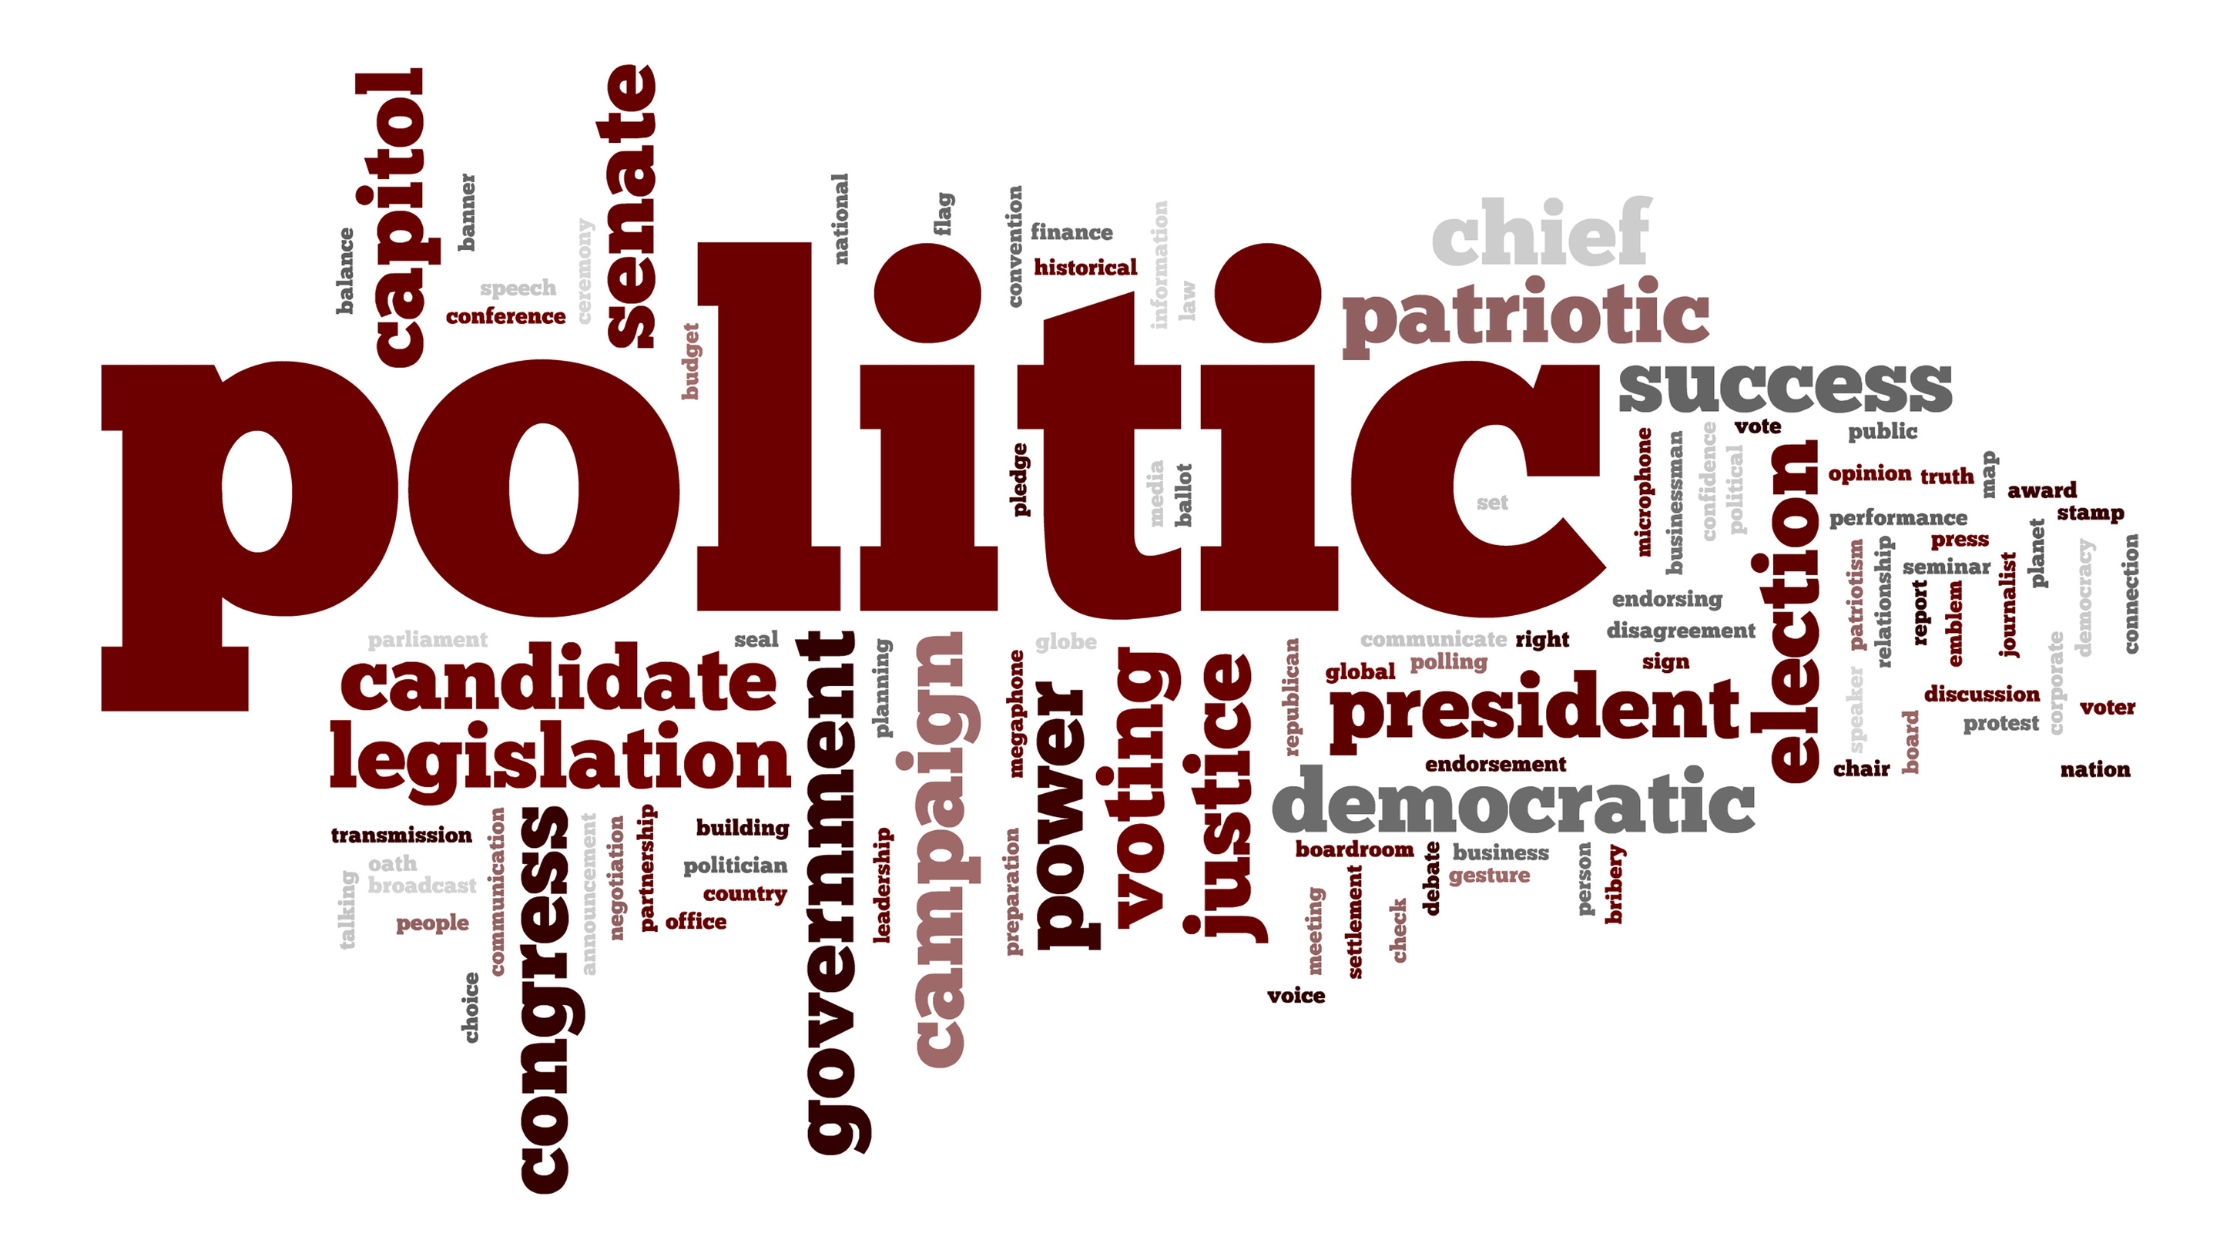 capitol
senate
balance
banner
speech
conference
ceremony
budget
national
flag
convention
finance
historical
information
law
chief
patriotic
politic
success
pledge
media
ballot
set
microphone
businessman
confidence
political
vote
public
election
opinion
truth
map
award
stamp
performance
press
patriotism
relationship
seminar
report
emblem
journalist
planet
democracy
connection
endorsing
disagreement
parliament
seal
candidate
legislation
government
planning
campaign
globe
megaphone
power
voting
justice
republican
communicate
right
global
polling
sign
president
endorsement
democratic
speaker
discussion
corporate
voter
protest
board
chair
nation
transmission
oath
broadcast
talking
people
communication
choice
congress
announcement
negotiation
partnership
building
politician
country
office
leadership
preparation
boardroom
debate
business
gesture
person
bribery
meeting
settlement
check
voice